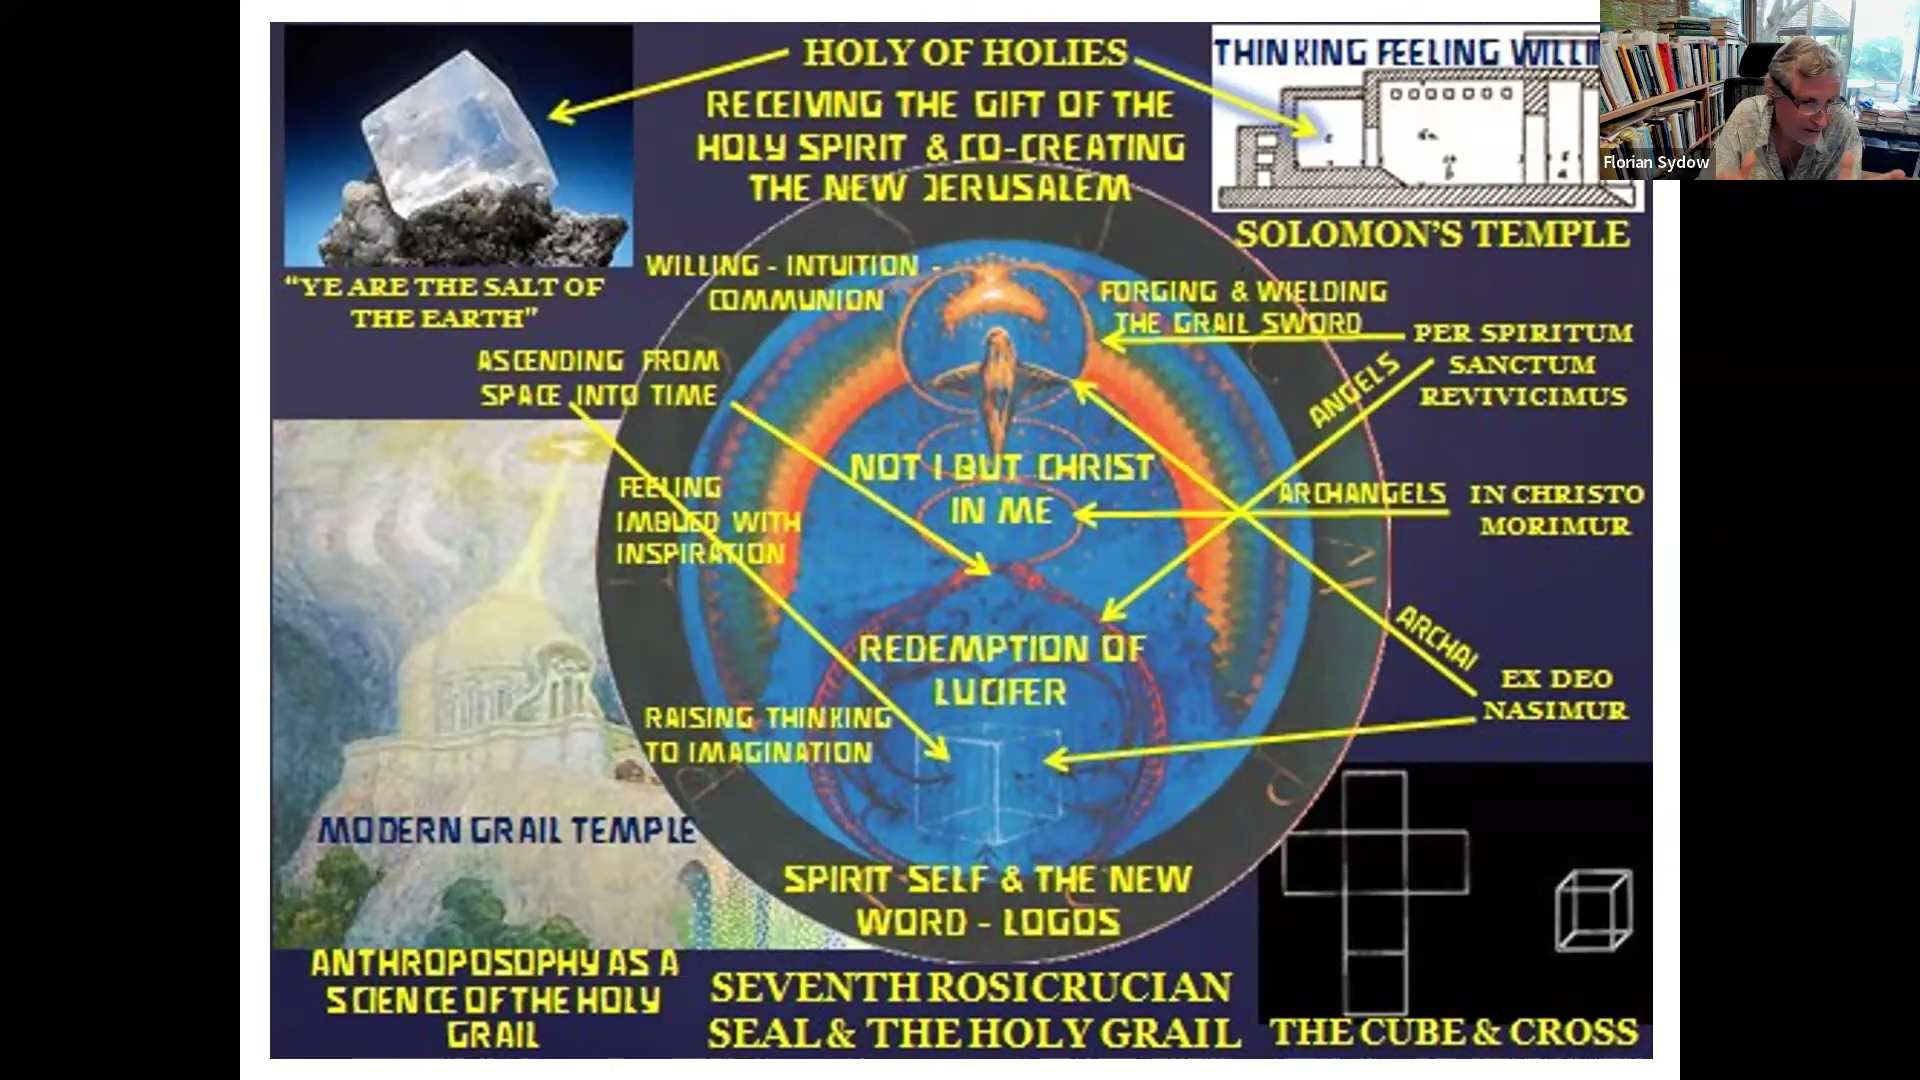 HOLY OF HOLIES
RECEIVING THE GIFT OF THE
HOLY SPIRIT & CO-CREATING
THE NEW JERUSALEM
THINKING FEELING
Florian Sydow
SOLOMON'S TEMPLE
"YE ARE THE SALT OF
THE EARTH"
WILLING - INTUITION -
COMMUNION
FORGING & WIELDING
THE GRAIL SWORD
PER SPIRITUM
SANCTUM
REVIVICIMUS
ASCENDING FROM
SPACE INTO TIME
ANGELS
NOT I BUT CHRIST
IN ME
FEELING
IMBUED WITH
INSPIRATION
ARCHANGELS
IN CHRISTO
MORIMUR
REDEMPTION OF
LUCIFER
ARCHAI
EX DEO
NASIMUR
RAISING THINKING
TO IMAGINATION
MODERN GRAIL TEMPLE
SPIRIT SELF & THE NEW
WORD - LOGOS
ANTHROPOSOPHY AS A
SCIENCE OF THE HOLY
GRAIL
SEVENTH ROSICRUCIAN
SEAL & THE HOLY GRAIL
THE CUBE & CROSS